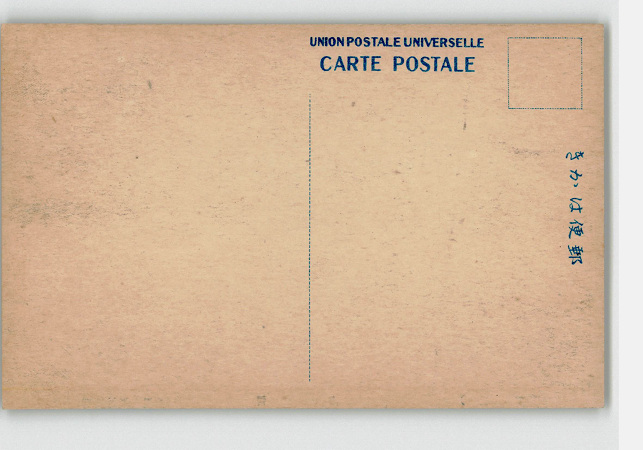 UNION POSTALE UNIVERSELLE
CARTE POSTALE
きかは便郵